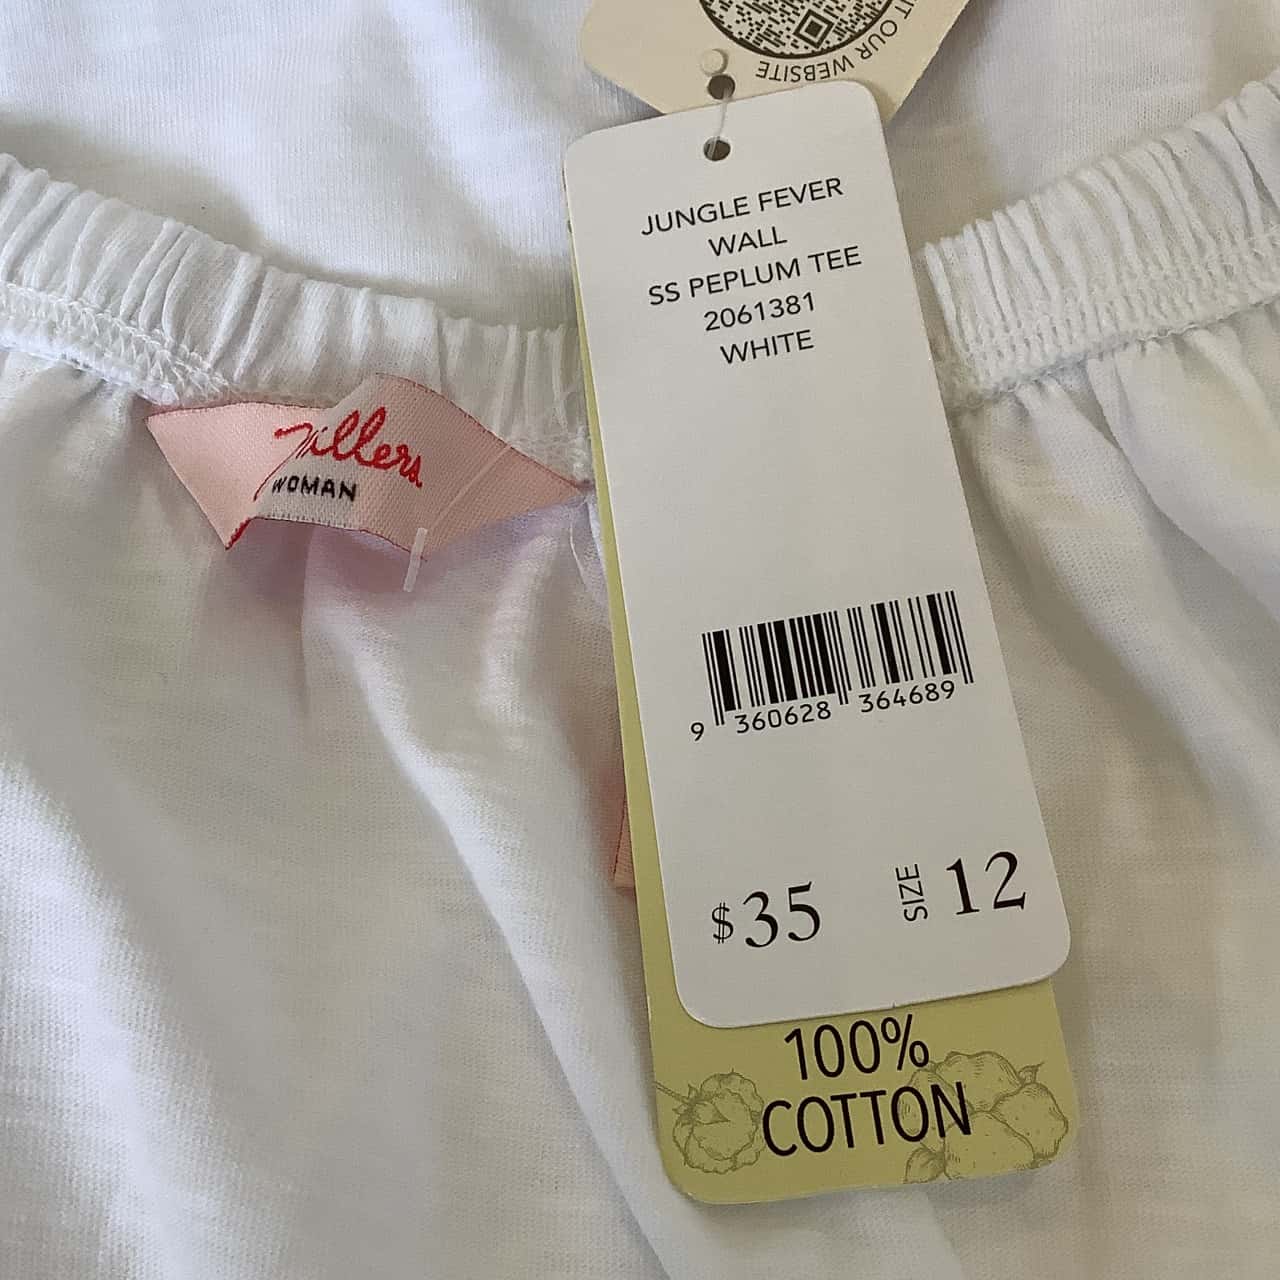 IT OUR WEBSITE
JUNGLE FEVER
WALL
SS PEPLUM TEE
2061381
WHITE
Millers
WOMAN
9 360628 364689
$35
SIZE 12
100%
COTTON